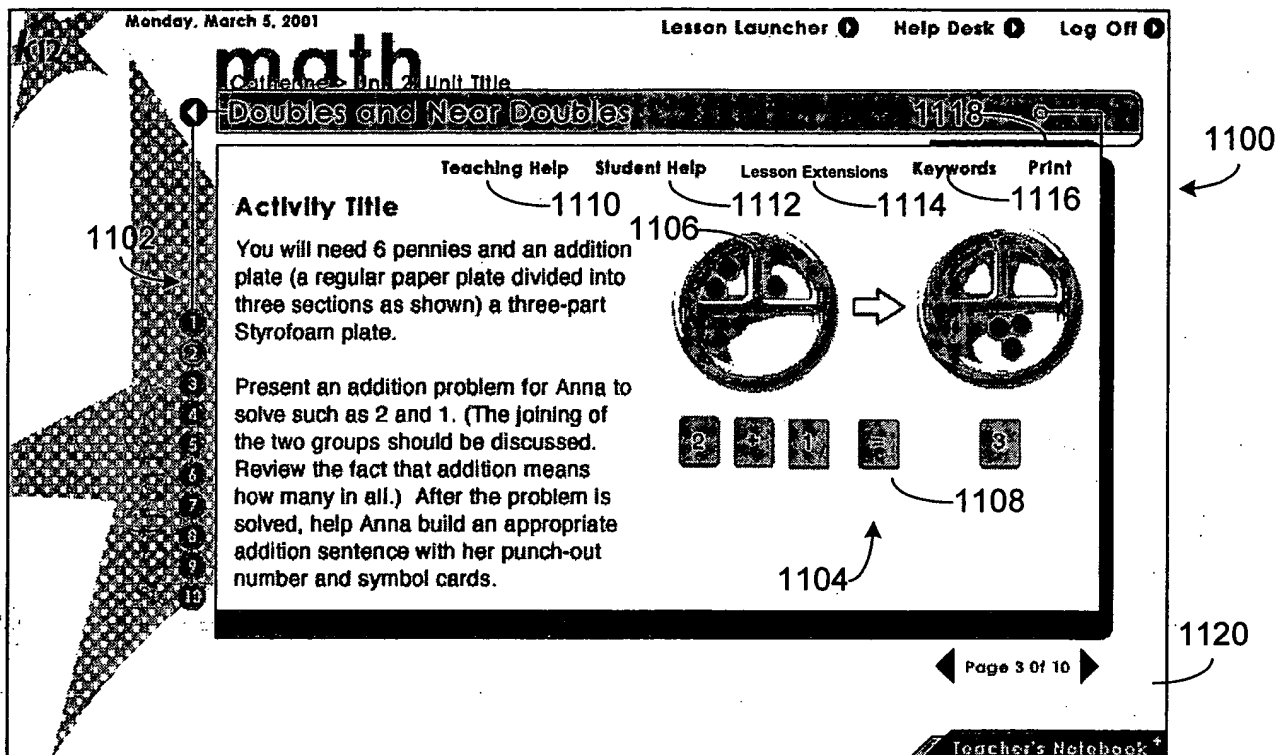 Monday, March 5, 2001
Lesson Launcher Help Desk Log Off
K12
math
Catherine > Unit 2: Unit Title
Doubles and Near Doubles
1118
1100
Teaching Help Student Help Lesson Extensions Keywords Print
1110 1112 1114 1116
Activity Title
1102
1106
You will need 6 pennies and an addition
plate (a regular paper plate divided into
three sections as shown) a three-part
Styrofoam plate.
Present an addition problem for Anna to
solve such as 2 and 1. (The joining of
the two groups should be discussed.
Review the fact that addition means
how many in all.) After the problem is
solved, help Anna build an appropriate
addition sentence with her punch-out
number and symbol cards.
1
2
3
4
5
6
7
8
9
10
2 + 1 = 3
1108
1104
1120
Page 3 Of 10
Teacher's Notebook